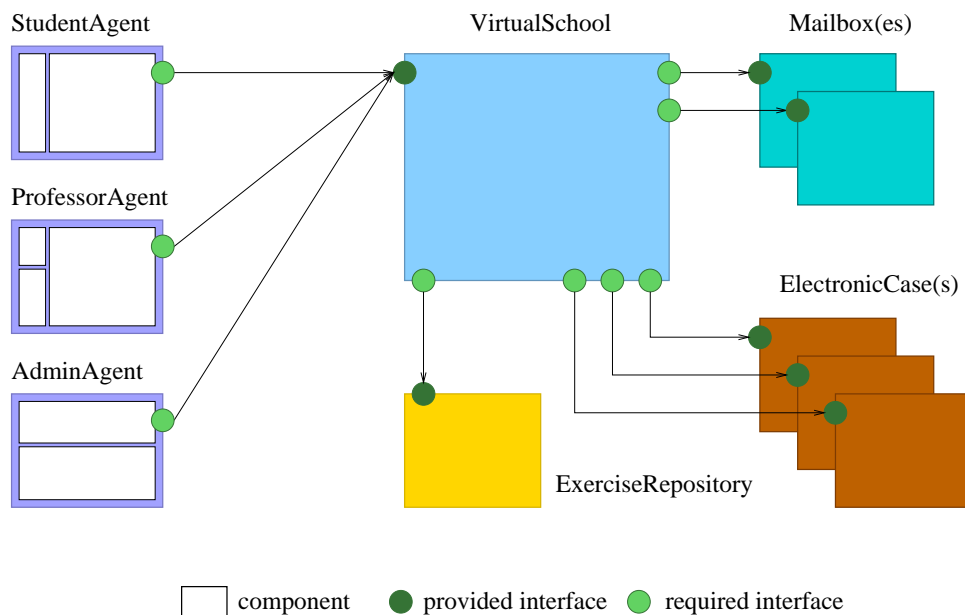 StudentAgent
VirtualSchool
Mailbox(es)
ProfessorAgent
ElectronicCase(s)
AdminAgent
ExerciseRepository
component
provided interface
required interface